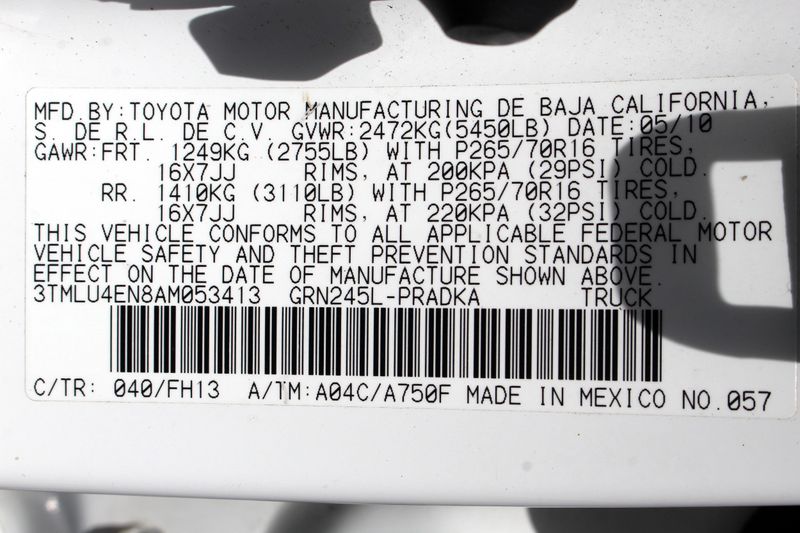 MFD.BY:TOYOTA MOTOR MANUFACTURING DE BAJA CALIFORNIA,
S. DE R.L. DE C.V. GVWR:2472KG(5450LB) DATE:05/10
GAWR:FRT. 1249KG (2755LB) WITH P265/70R16 TIRES,
16X7JJ RIMS, AT 200KPA (29PSI) COLD.
RR. 1410KG (3110LB) WITH P265/70R16 TIRES,
16X7JJ RIMS, AT 220KPA (32PSI) COLD.
THIS VEHICLE CONFORMS TO ALL APPLICABLE FEDERAL MOTOR
VEHICLE SAFETY AND THEFT PREVENTION STANDARDS IN
EFFECT ON THE DATE OF MANUFACTURE SHOWN ABOVE.
3TMLU4EN8AM053413 GRN245L-PRADKA TRUCK
C/TR: 040/FH13 A/TM:A04C/A750F MADE IN MEXICO NO.057